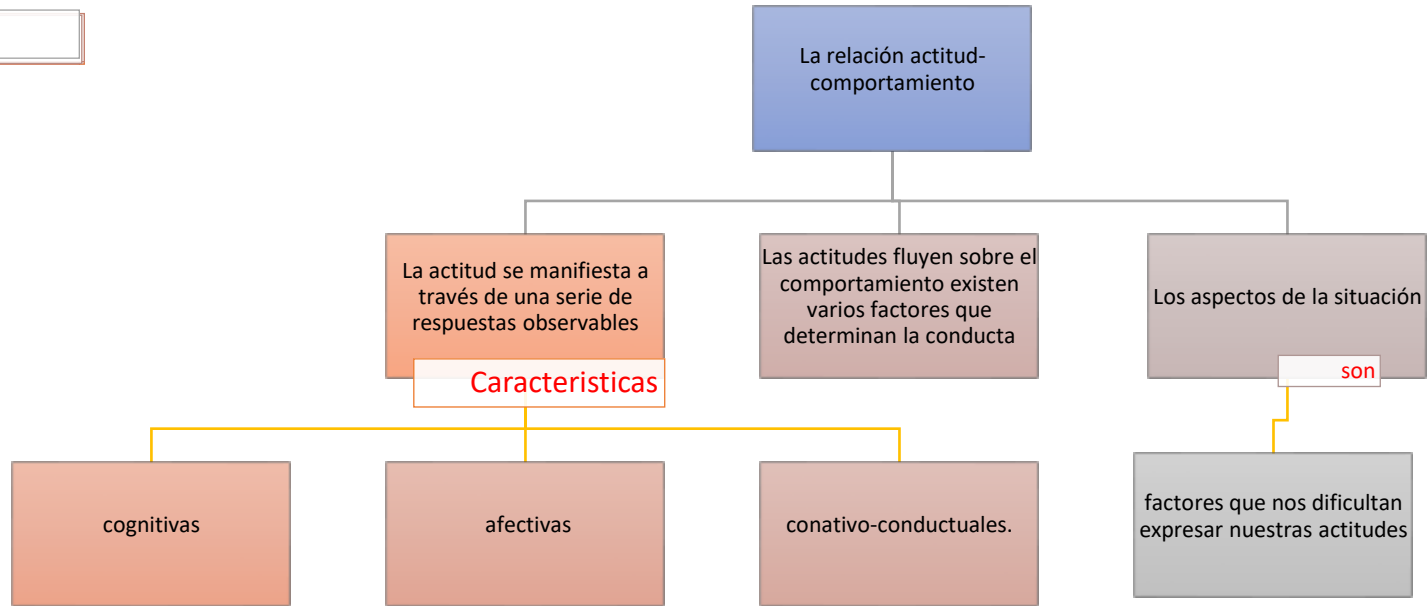 La relación actitud-
comportamiento
La actitud se manifiesta a
través de una serie de
respuestas observables
Las actitudes fluyen sobre el
comportamiento existen
varios factores que
determinan la conducta
Los aspectos de la situación
Caracteristicas
son
cognitivas
afectivas
conativo-conductuales.
factores que nos dificultan
expresar nuestras actitudes